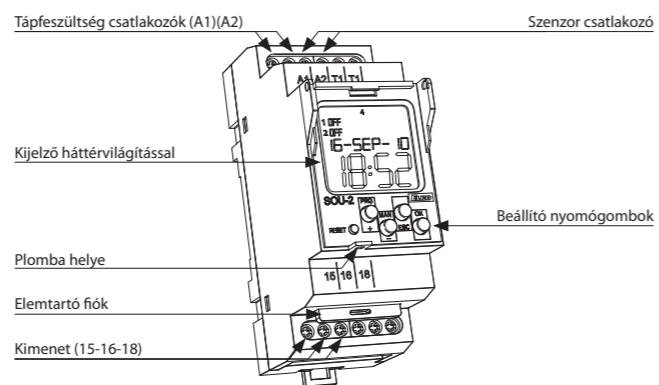 Tápfeszültség csatlakozók (A1)(A2)
Szenzor csatlakozó
A1 A2 T1 T1
4
1 OFF
2 OFF
16-SEP-10
Kijelző háttérvilágítással
18:52
SOU-2 PRG
MAN OK
Beállító nyomógombok
RESET + - ESC
Plomba helye
15 16 18
Elemtartó fiók
Kimenet (15-16-18)